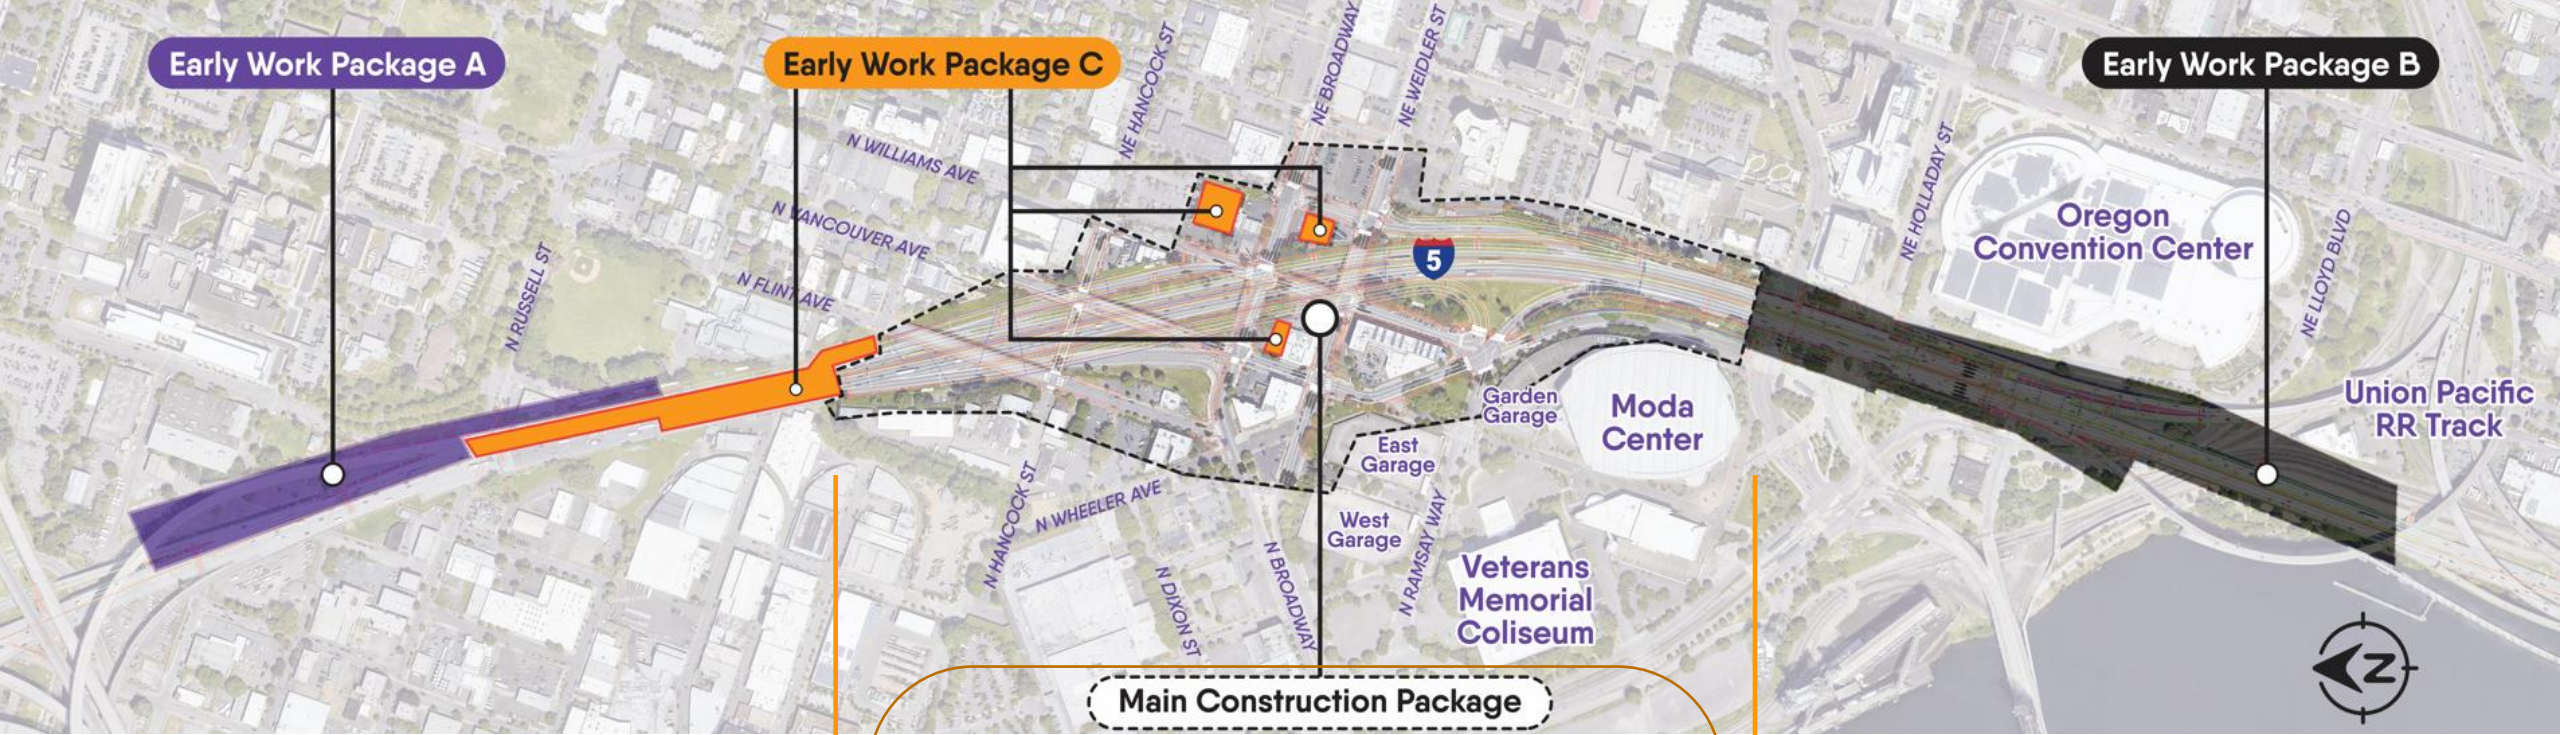 Early Work Package A
Early Work Package C
Early Work Package B
N WILLIAMS AVE
N VANCOUVER AVE
N FLINT AVE
N RUSSELL ST
NE HANCOCK ST
NE BROADWAY
NE WEIDLER ST
5
NE HOLLADAY ST
Oregon
Convention Center
NE LLOYD BLVD
Union Pacific
RR Track
Garden
Garage
Moda
Center
East
Garage
West
Garage
N HANCOCK ST
N WHEELER AVE
N DIXON ST
N BROADWAY
N RAMSAY WAY
Veterans
Memorial
Coliseum
Main Construction Package
N